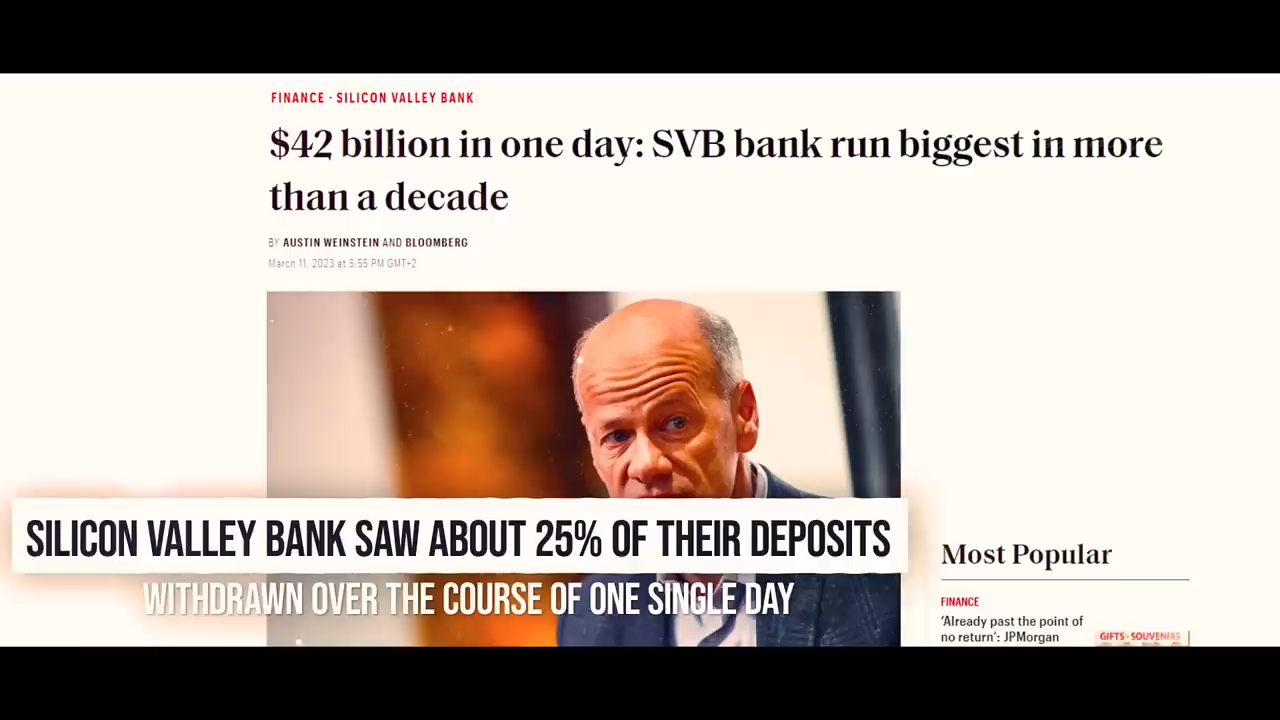 FINANCE · SILICON VALLEY BANK
$42 billion in one day: SVB bank run biggest in more
than a decade
BY AUSTIN WEINSTEIN AND BLOOMBERG
March 11, 2023 at 5:55 PM GMT+2
SILICON VALLEY BANK SAW ABOUT 25% OF THEIR DEPOSITS
WITHDRAWN OVER THE COURSE OF ONE SINGLE DAY
Most Popular
FINANCE
‘Already past the point of
no return’: JPMorgan
GIFTS · SOUVENIRS